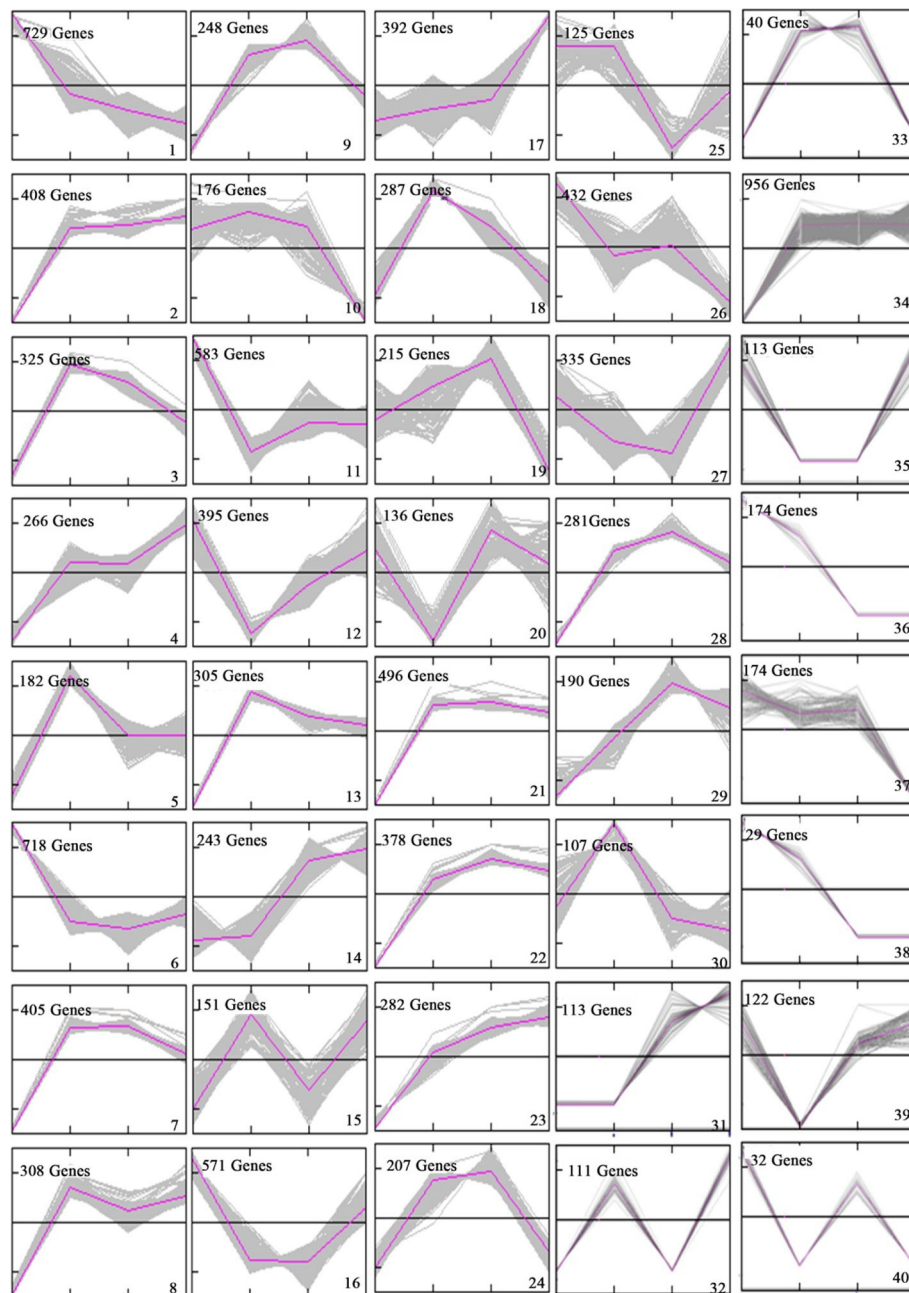 729 Genes
1
408 Genes
2
325 Genes
3
266 Genes
4
182 Genes
5
718 Genes
6
405 Genes
7
308 Genes
8
248 Genes
9
176 Genes
10
583 Genes
11
395 Genes
12
305 Genes
13
243 Genes
14
151 Genes
15
571 Genes
16
392 Genes
17
287 Genes
18
215 Genes
19
136 Genes
20
496 Genes
21
378 Genes
22
282 Genes
23
207 Genes
24
125 Genes
25
432 Genes
26
335 Genes
27
281Genes
28
190 Genes
29
107 Genes
30
113 Genes
31
111 Genes
32
40 Genes
33
956 Genes
34
113 Genes
35
174 Genes
36
174 Genes
37
29 Genes
38
122 Genes
39
32 Genes
40